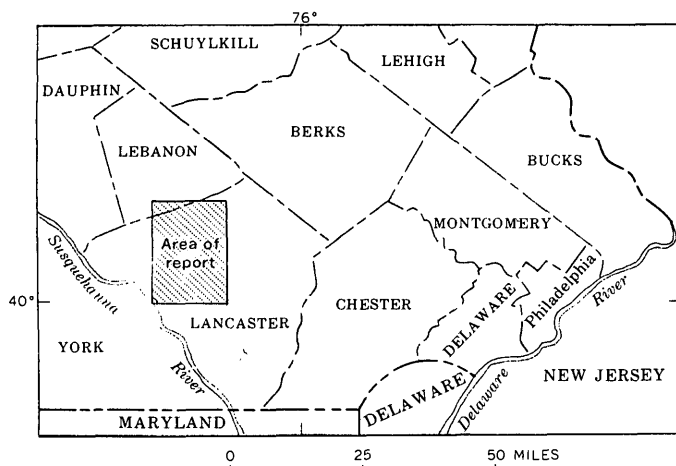 76°
SCHUYLKILL
LEHIGH
DAUPHIN
BERKS
LEBANON
BUCKS
MONTGOMERY
Area of
report
Susquehanna
River
40°
LANCASTER
CHESTER
DELAWARE
Philadelphia
River
YORK
DELAWARE
Delaware
NEW JERSEY
MARYLAND
0 25 50 MILES